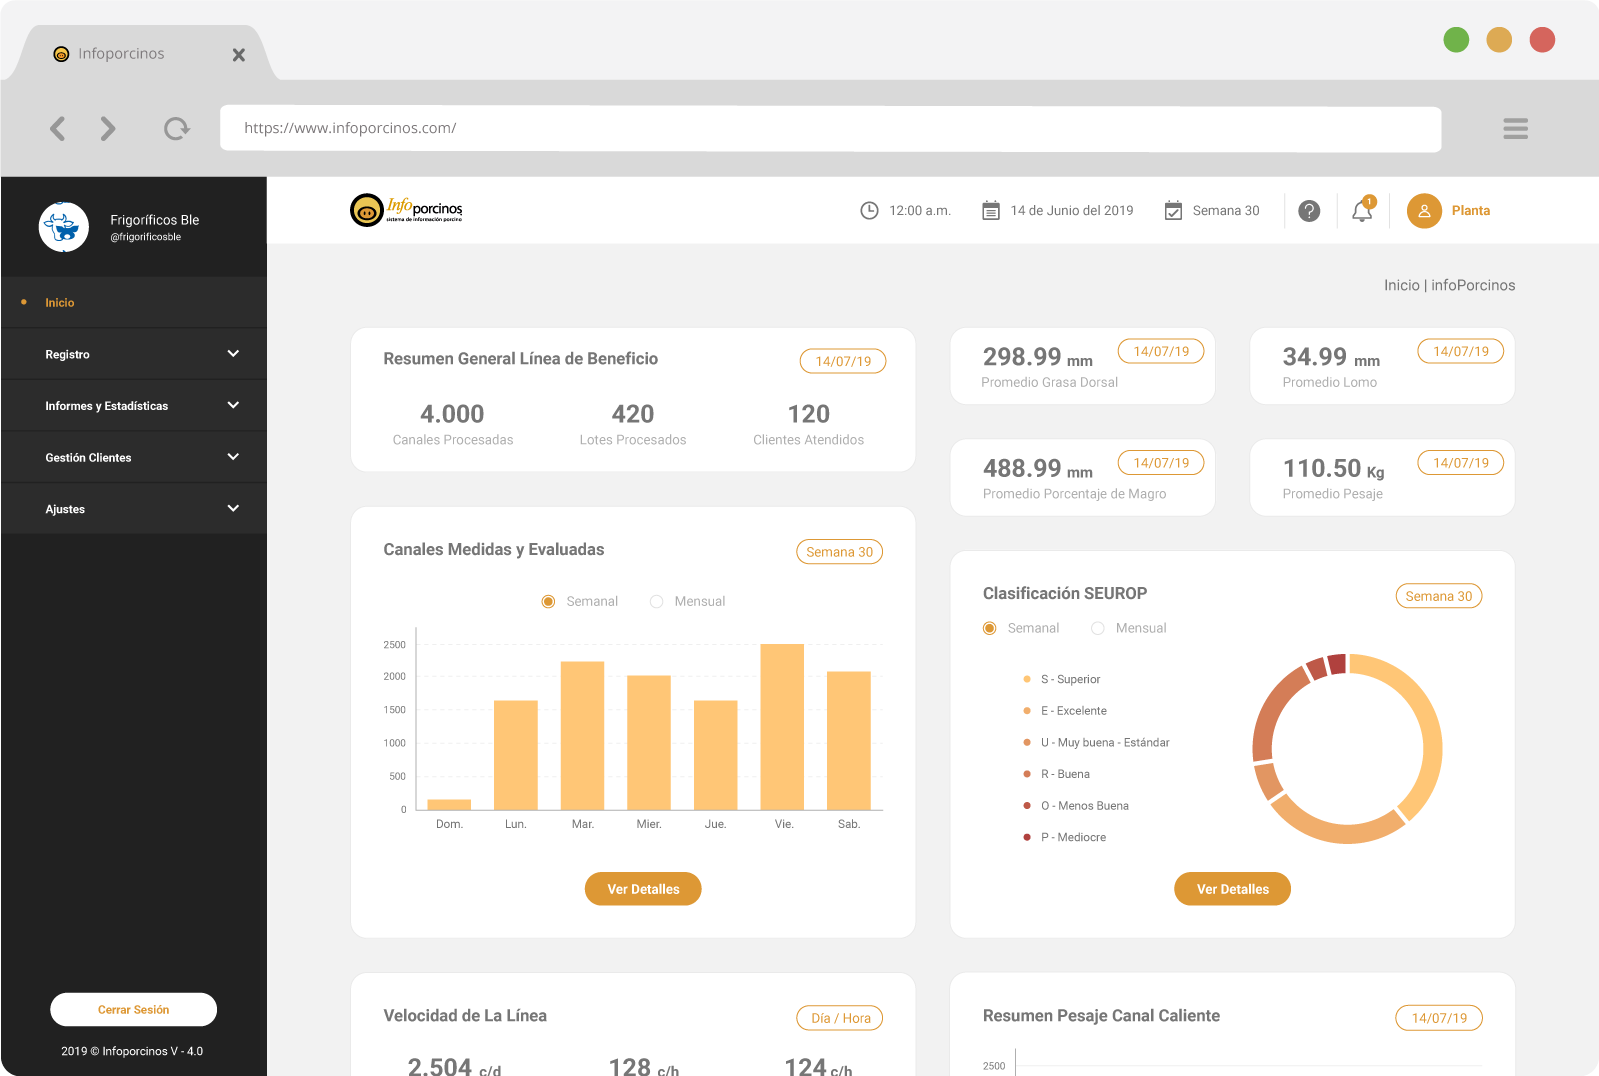 Infoporcinos
https://www.infoporcinos.com/
Frigoríficos Ble
@frigorificosble
Inicio
Registro
Informes y Estadísticas
Gestión Clientes
Ajustes
Cerrar Sesión
2019 © Infoporcinos V - 4.0
Infoporcinos
sistema de información porcino
12:00 a.m.
14 de Junio del 2019
Semana 30
?
1
Planta
Inicio | infoPorcinos
Resumen General Línea de Beneficio
14/07/19
4.000
420
120
Canales Procesadas
Lotes Procesados
Clientes Atendidos
298.99 mm
14/07/19
Promedio Grasa Dorsal
34.99 mm
14/07/19
Promedio Lomo
488.99 mm
14/07/19
Promedio Porcentaje de Magro
110.50 Kg
14/07/19
Promedio Pesaje
Canales Medidas y Evaluadas
Semana 30
Semanal
Mensual
2500
2000
1500
1000
500
0
Dom. Lun. Mar. Mier. Jue. Vie. Sab.
Ver Detalles
Clasificación SEUROP
Semana 30
Semanal
Mensual
S - Superior
E - Excelente
U - Muy buena - Estándar
R - Buena
O - Menos Buena
P - Mediocre
Ver Detalles
Velocidad de La Línea
Día / Hora
2.504 c/d
128 c/h
124 c/h
Resumen Pesaje Canal Caliente
14/07/19
2500